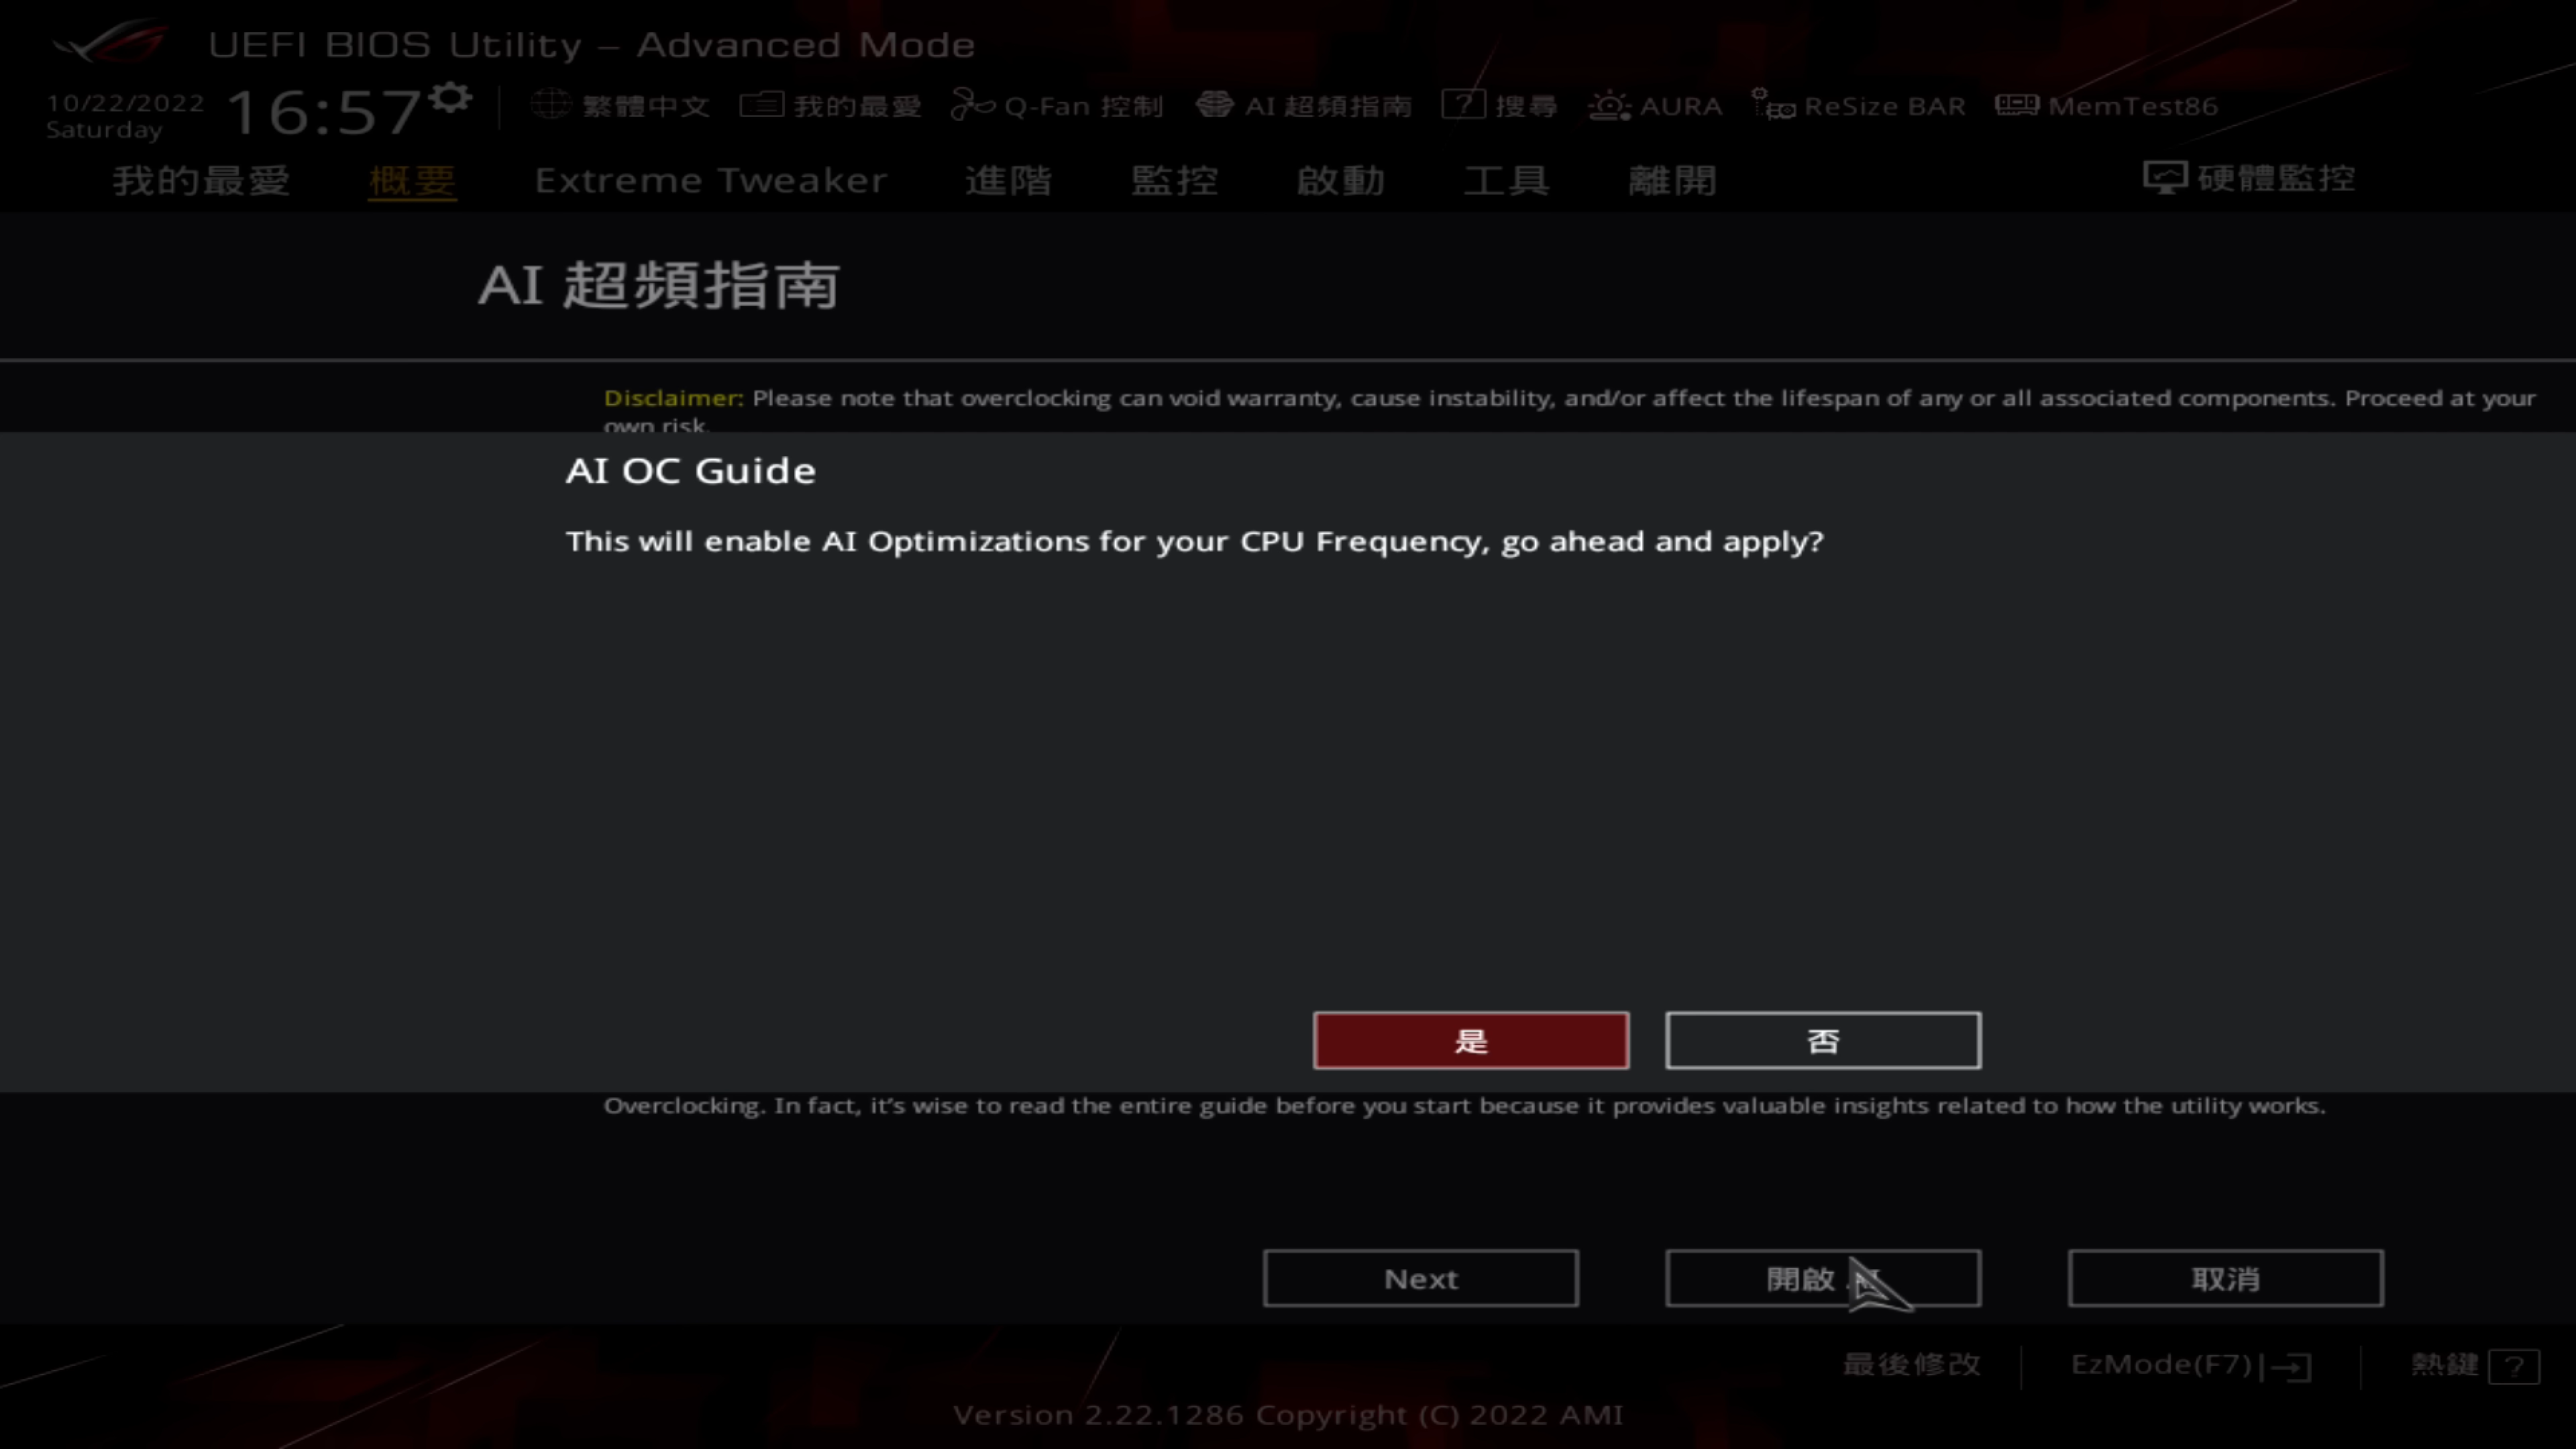 UEFI BIOS Utility – Advanced Mode
10/22/2022
Saturday
16:57
繁體中文
我的最愛
Q-Fan 控制
AI 超頻指南
? 搜尋
AURA
ReSize BAR
MemTest86
我的最愛
概要
Extreme Tweaker
進階
監控
啟動
工具
離開
硬體監控
AI 超頻指南
Disclaimer: Please note that overclocking can void warranty, cause instability, and/or affect the lifespan of any or all associated components. Proceed at your
own risk.
AI OC Guide
This will enable AI Optimizations for your CPU Frequency, go ahead and apply?
是
否
Overclocking. In fact, it’s wise to read the entire guide before you start because it provides valuable insights related to how the utility works.
Next
開啟 AI
取消
最後修改
EzMode(F7)
熱鍵 ?
Version 2.22.1286 Copyright (C) 2022 AMI